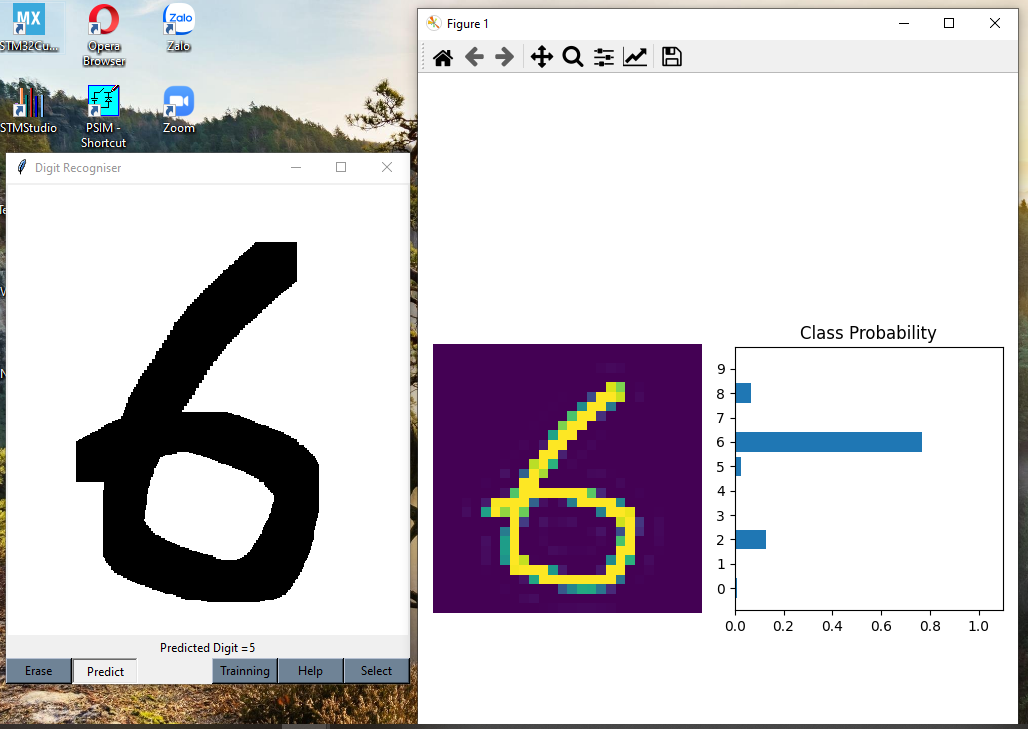 MX
STM32Cu...
Opera
Browser
Zalo
Zalo
STMStudio
PSIM -
Shortcut
Zoom
Digit Recogniser
6
Predicted Digit =5
Erase
Predict
Trainning
Help
Select
Figure 1
6
Class Probability
9
8
7
6
5
4
3
2
1
0
0.0 0.2 0.4 0.6 0.8 1.0